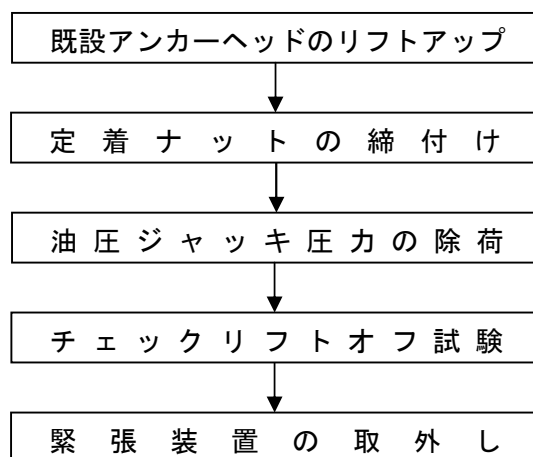 既設アンカーヘッドのリフトアップ
定着ナットの締付け
油圧ジャッキ圧力の除荷
チェックリフトオフ試験
緊張装置の取外し